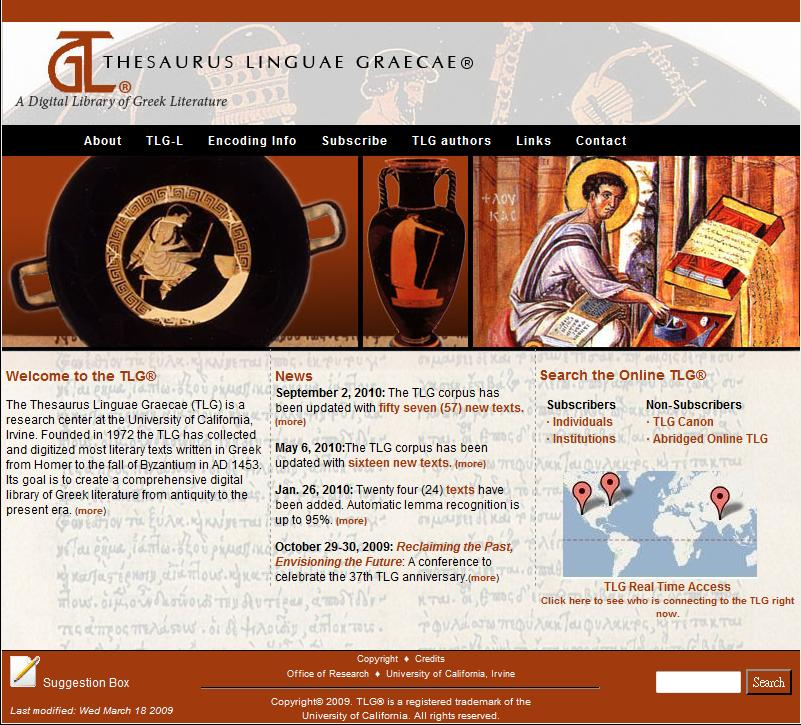 TLG®
THESAURUS LINGUAE GRAECAE®
A Digital Library of Greek Literature
About TLG-L Encoding Info Subscribe TLG authors Links Contact
+ΛΟΥ
ΚΑC
Welcome to the TLG®
The Thesaurus Linguae Graecae (TLG) is a
research center at the University of California,
Irvine. Founded in 1972 the TLG has collected
and digitized most literary texts written in Greek
from Homer to the fall of Byzantium in AD 1453.
Its goal is to create a comprehensive digital
library of Greek literature from antiquity to the
present era. (more)
News
September 2, 2010: The TLG corpus has
been updated with fifty seven (57) new texts.
(more)
May 6, 2010:The TLG corpus has been
updated with sixteen new texts. (more)
Jan. 26, 2010: Twenty four (24) texts have
been added. Automatic lemma recognition is
up to 95%. (more)
October 29-30, 2009: Reclaiming the Past,
Envisioning the Future: A conference to
celebrate the 37th TLG anniversary.(more)
Search the Online TLG®
Subscribers Non-Subscribers
· Individuals · TLG Canon
· Institutions · Abridged Online TLG
TLG Real Time Access
Click here to see who is connecting to the TLG right
now.
Suggestion Box
Last modified: Wed March 18 2009
Copyright ♦ Credits
Office of Research ♦ University of California, Irvine
Copyright© 2009. TLG® is a registered trademark of the
University of California. All rights reserved.
Search